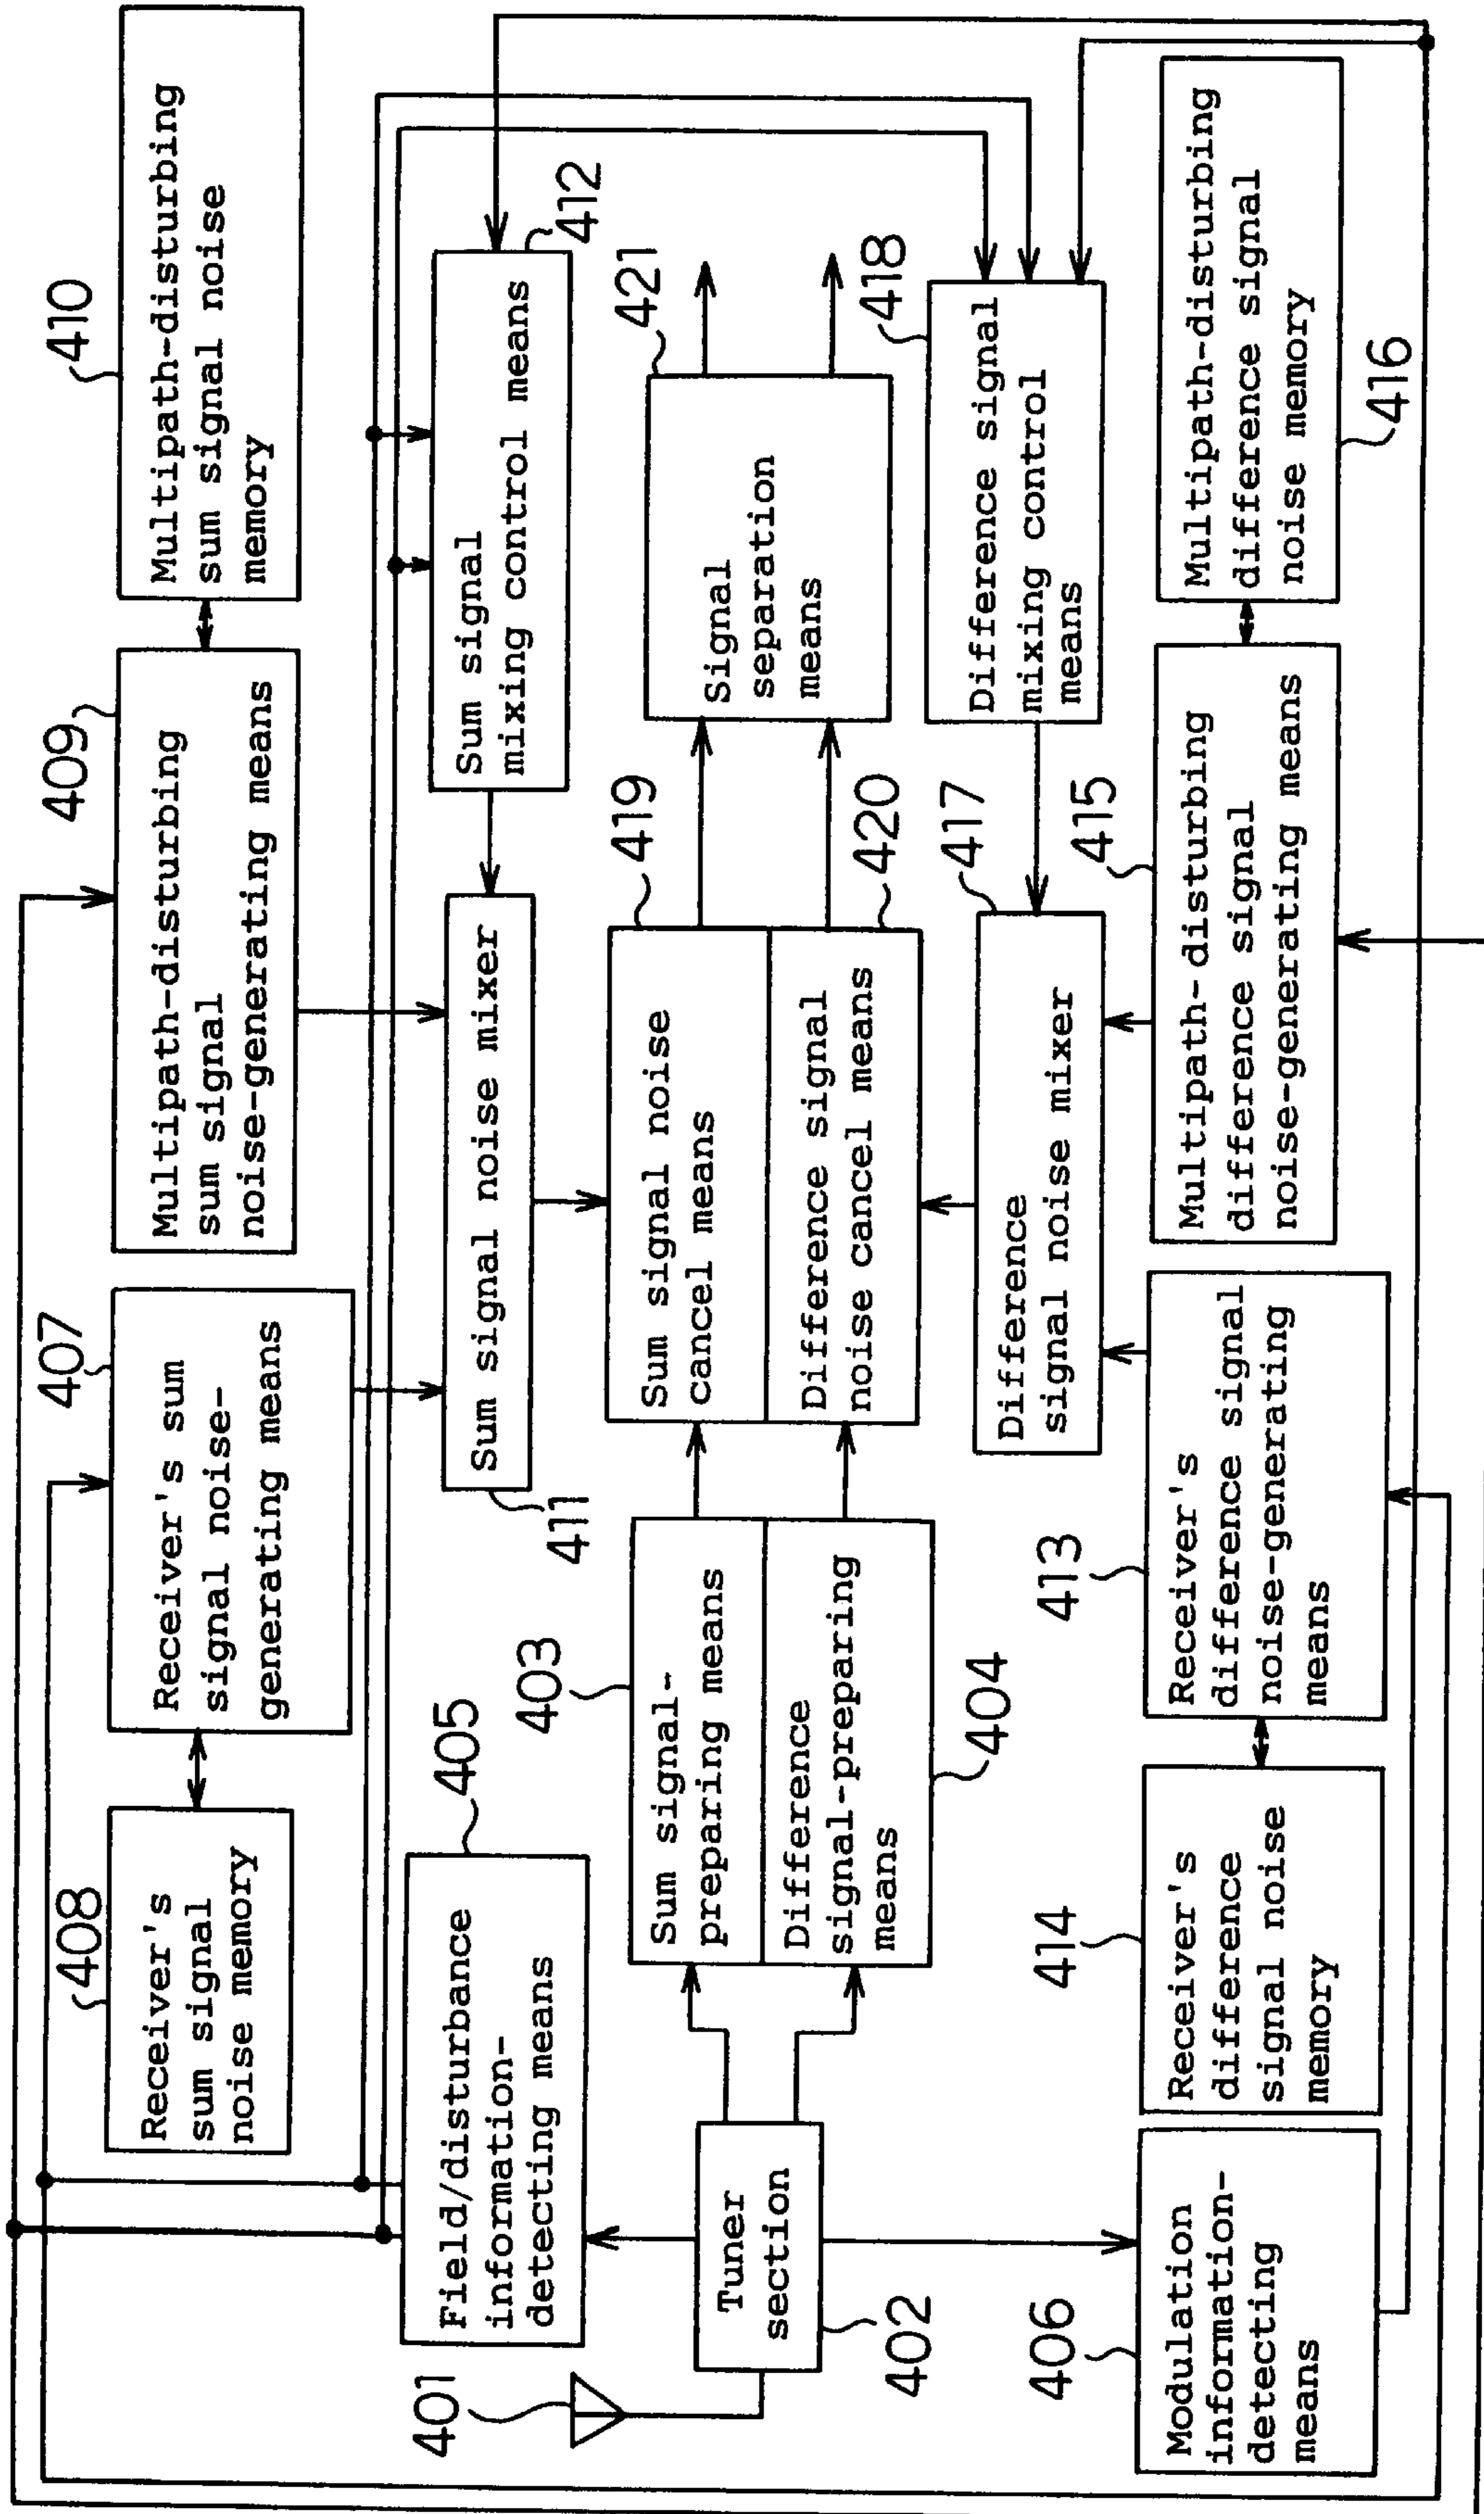 408
Receiver's
sum signal
noise memory
407
Receiver's sum
signal noise-
generating means
409
Multipath-disturbing
sum signal
noise-generating means
410
Multipath-disturbing
sum signal noise
memory
405
Field/disturbance
information-
detecting means
411
Sum signal noise mixer
412
Sum signal
mixing control means
401
402
Tuner
section
403
Sum signal-
preparing means
404
Difference
signal-preparing
means
419
Sum signal noise
cancel means
420
Difference signal
noise cancel means
421
Signal
separation
means
417
Difference
signal noise mixer
418
Difference signal
mixing control
means
406
Modulation
information-
detecting
means
414
Receiver's
difference
signal noise
memory
413
Receiver's
difference signal
noise-generating
means
415
Multipath-disturbing
difference signal
noise-generating means
416
Multipath-disturbing
difference signal
noise memory